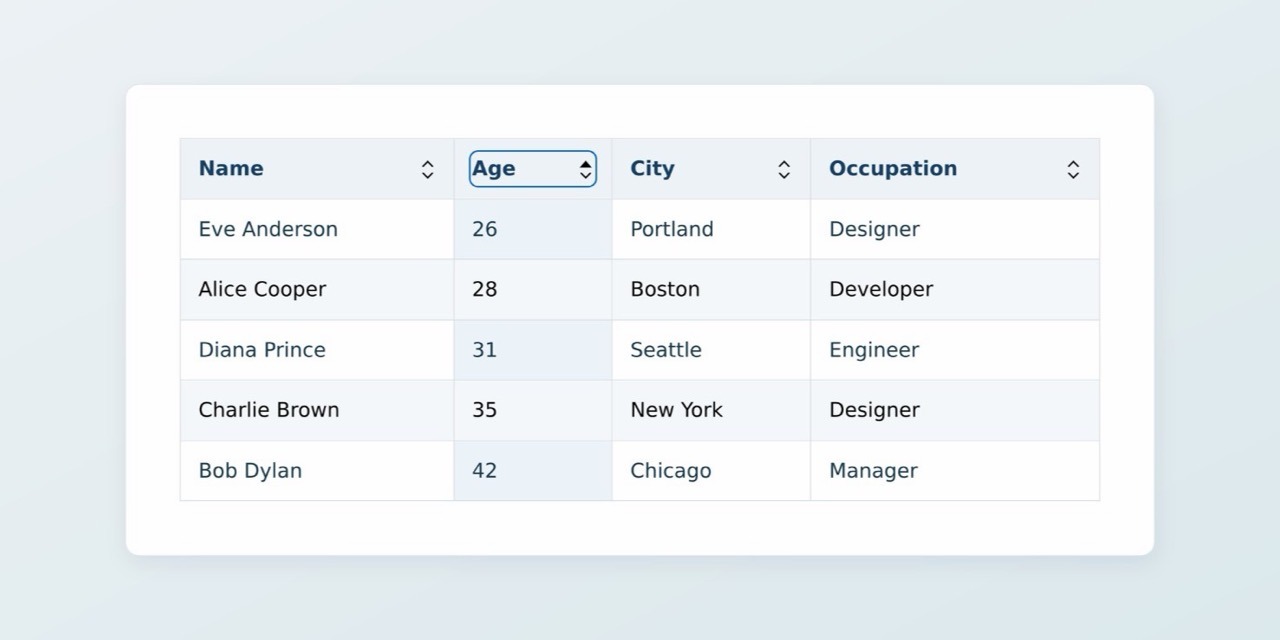 Name Age City Occupation
Eve Anderson 26 Portland Designer
Alice Cooper 28 Boston Developer
Diana Prince 31 Seattle Engineer
Charlie Brown 35 New York Designer
Bob Dylan 42 Chicago Manager